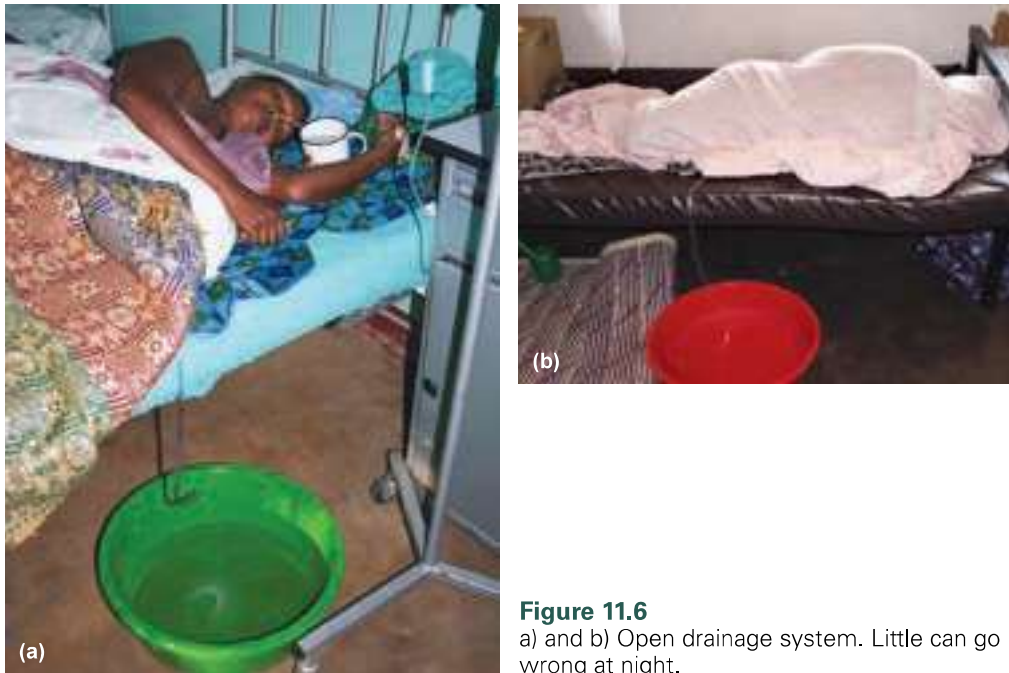 (a)
(b)
Figure 11.6
a) and b) Open drainage system. Little can go
wrong at night.